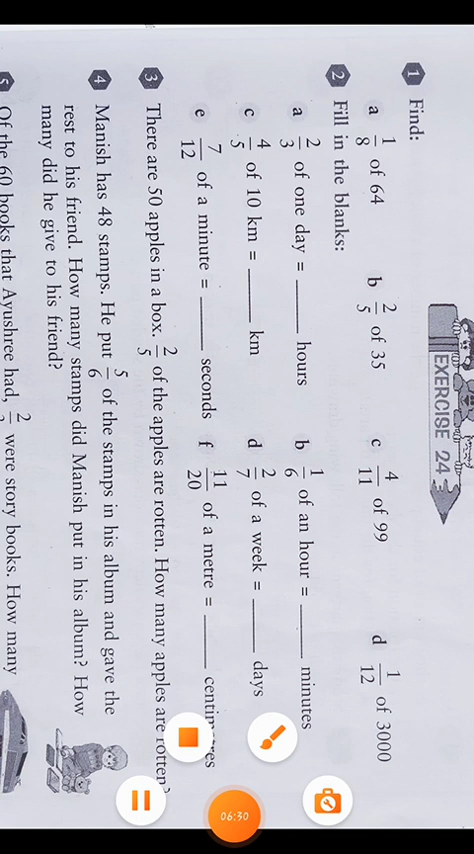 EXERCISE 24
1 Find:
a 1/8 of 64 b 2/5 of 35 c 4/11 of 99 d 1/12 of 3000
2 Fill in the blanks:
a 2/3 of one day = ______ hours b 1/6 of an hour = ______ minutes
c 4/5 of 10 km = ______ km d 2/7 of a week = ______ days
e 7/12 of a minute = ______ seconds f 11/20 of a metre = ______
3 There are 50 apples in a box. 2/5 of the apples are rotten. How many apples are rotten?
4 Manish has 48 stamps. He put 5/6 of the stamps in his album and gave the
rest to his friend. How many stamps did Manish put in his album? How
many did he give to his friend?
5 Of the 60 books that Ayushree had, were story books. How many
06:30